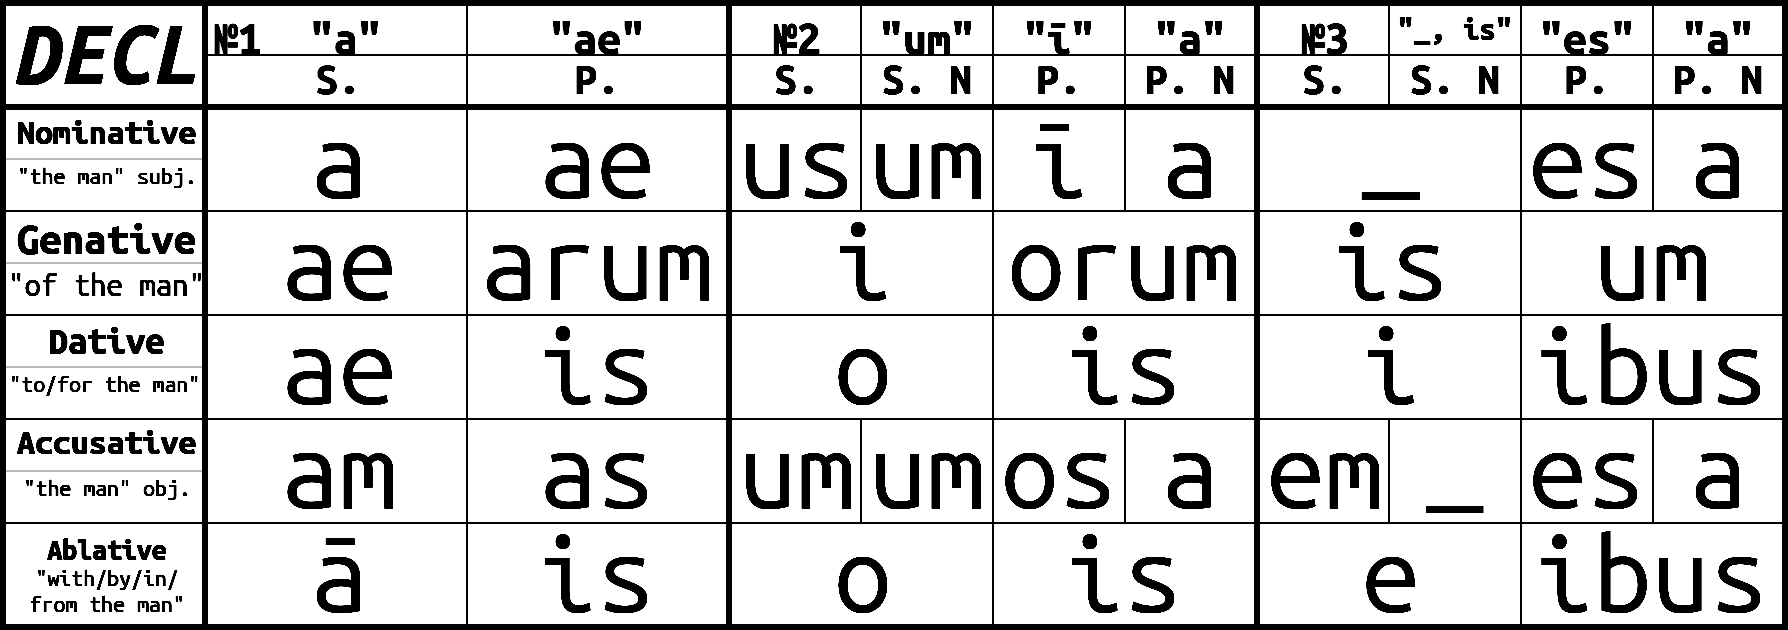 DECL №1 "a" "ae" №2 "um" "ī" "a" №3 "_, is" "es" "a"
S. P. S. S. N P. P. N S. S. N P. P. N
Nominative a ae us um ī a _ es a
"the man" subj.
Genative ae arum i orum is um
"of the man"
Dative ae is o is i ibus
"to/for the man"
Accusative am as um um os a em _ es a
"the man" obj.
Ablative ā is o is e ibus
"with/by/in/
from the man"